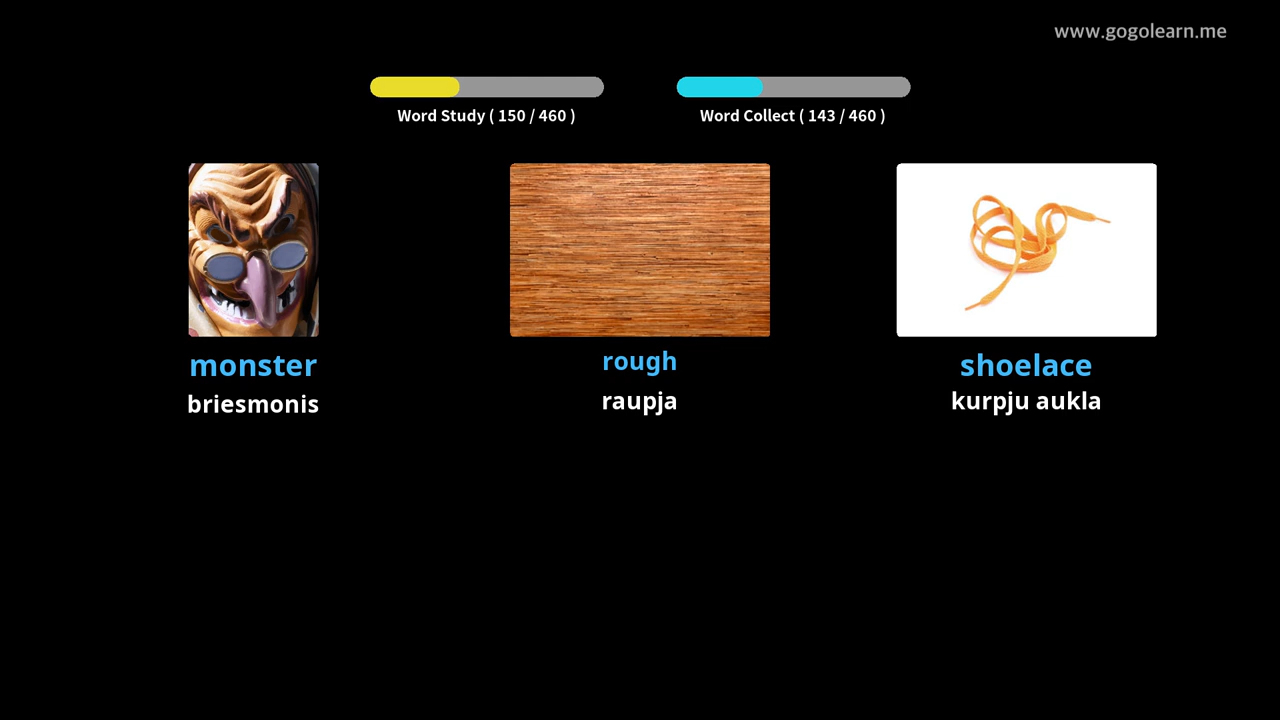 www.gogolearn.me
Word Study ( 150 / 460 )
Word Collect ( 143 / 460 )
monster
briesmonis
rough
raupja
shoelace
kurpju aukla